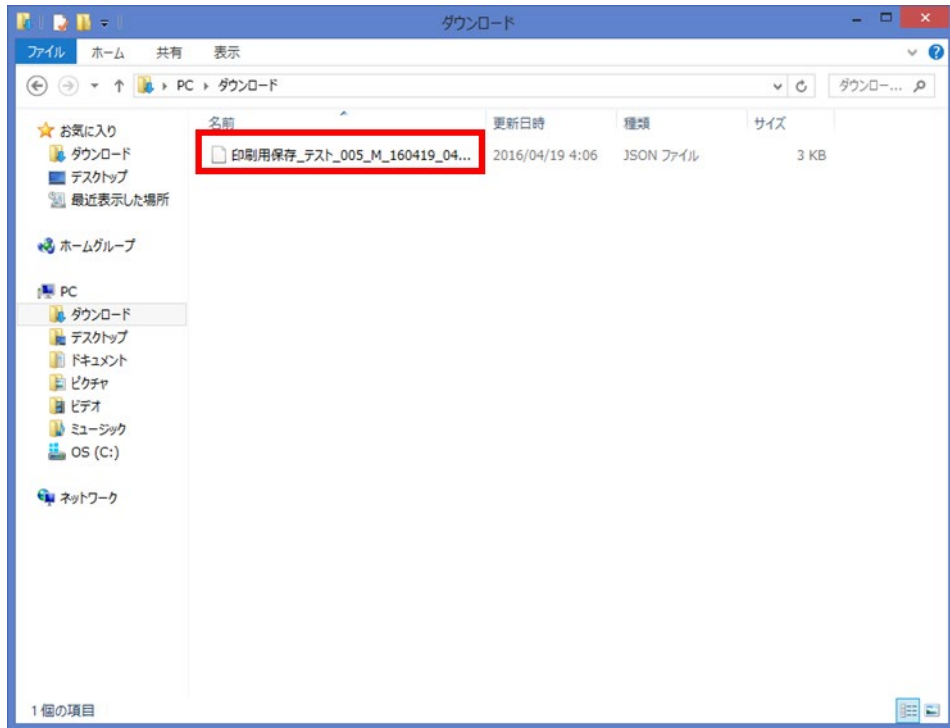 ダウンロード
ファイル ホーム 共有 表示
PC ダウンロード ダウンロー...
お気に入り
ダウンロード
デスクトップ
最近表示した場所
ホームグループ
PC
ダウンロード
デスクトップ
ドキュメント
ピクチャ
ビデオ
ミュージック
OS (C:)
ネットワーク
名前 更新日時 種類 サイズ
印刷用保存_テスト_005_M_160419_04... 2016/04/19 4:06 JSON ファイル 3 KB
1 個の項目